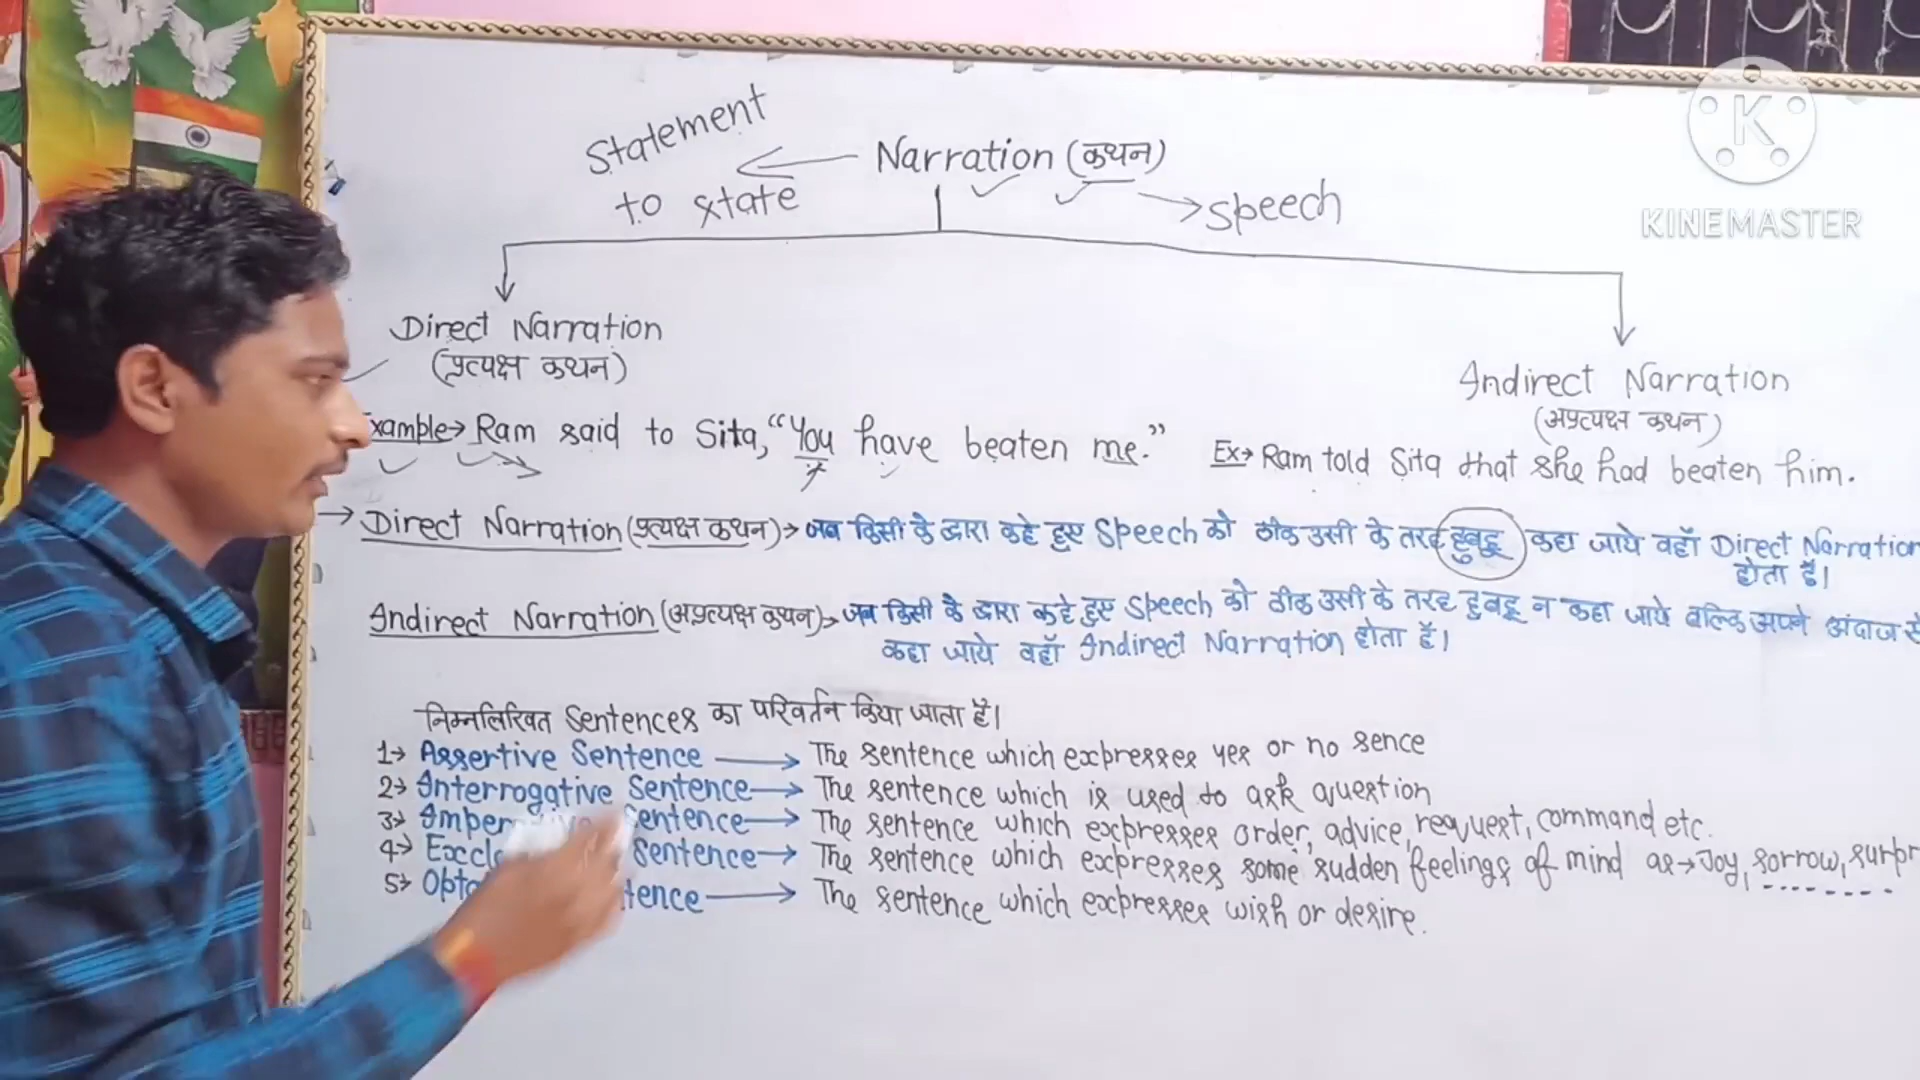 Statement
to state
Narration (कथन)
speech
K
KINEMASTER
Direct Narration
(प्रत्यक्ष कथन)
Indirect Narration
(अप्रत्यक्ष कथन)
xample→ Ram said to Sita, “You have beaten me.”
Ex→ Ram told Sita that she had beaten him.
→ Direct Narration (प्रत्यक्ष कथन)→ जब किसी के द्वारा कहे हुए Speech को ठीक उसी के तरह हुबहू कहा जाये वहाँ Direct Narration
होता है।
Indirect Narration (अप्रत्यक्ष कथन)→ जब किसी के द्वारा कहे हुए Speech को ठीक उसी के तरह हुबहू न कहा जाये बल्कि अपने अंदाज से
कहा जाये वहाँ Indirect Narration होता है।
निम्नलिखित Sentences का परिवर्तन किया जाता है।
1→ Assertive Sentence → The sentence which expresses yes or no sence
2→ Interrogative Sentence → The sentence which is used to ask question
3→ Impe Sentence → The sentence which expresses order, advice, request, command etc.
4→ Excl Sentence → The sentence which expresses some sudden feelings of mind as → Joy, sorrow, surpr
5→ Opta tence → The sentence which expresses wish or desire.